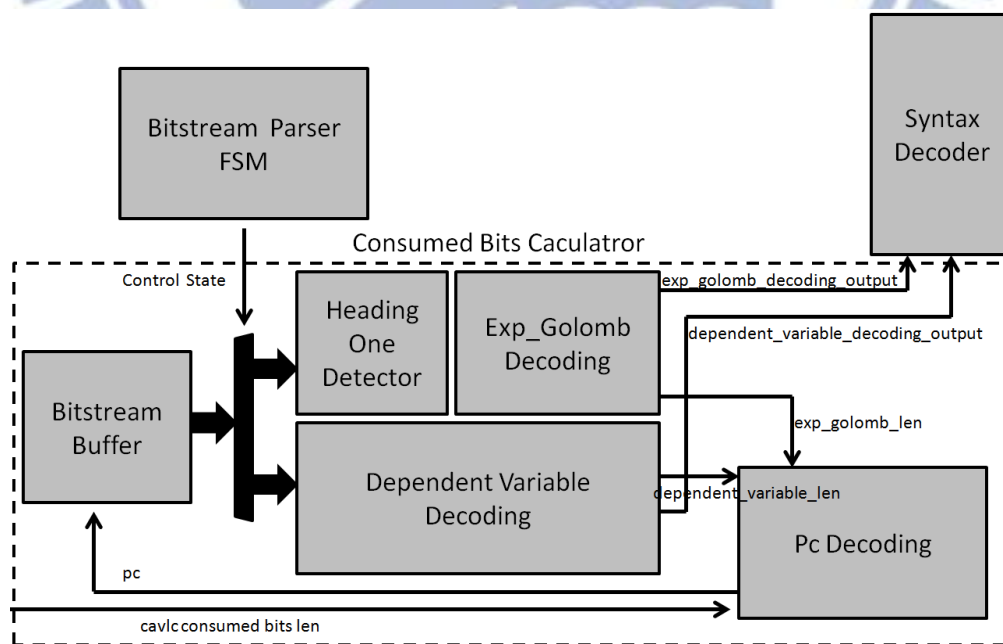 Bitstream Parser
FSM
Syntax
Decoder
Consumed Bits Caculatror
Control State
Heading
One
Detector
Exp_Golomb
Decoding
exp_golomb_decoding_output
dependent_variable_decoding_output
Bitstream
Buffer
exp_golomb_len
Dependent Variable
Decoding
dependent_variable_len
Pc Decoding
pc
cavlc consumed bits len